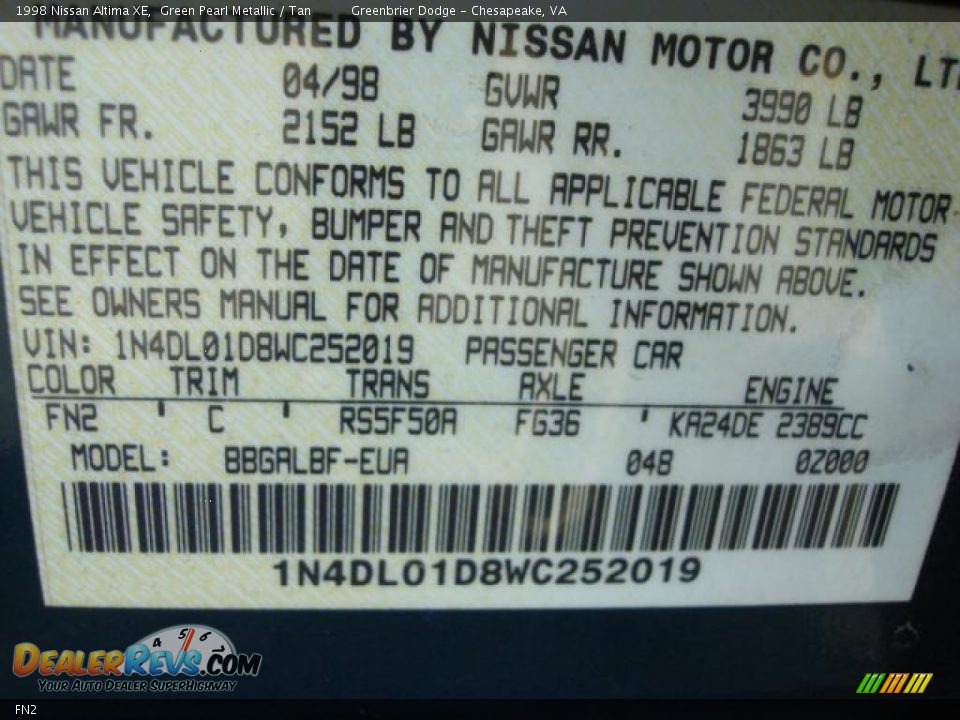 1998 Nissan Altima XE, Green Pearl Metallic / Tan Greenbrier Dodge - Chesapeake, VA
MANUFACTURED BY NISSAN MOTOR CO., LT
DATE 04/98 GVWR 3990 LB
GAWR FR. 2152 LB GAWR RR. 1863 LB
THIS VEHICLE CONFORMS TO ALL APPLICABLE FEDERAL MOTOR
VEHICLE SAFETY, BUMPER AND THEFT PREVENTION STANDARDS
IN EFFECT ON THE DATE OF MANUFACTURE SHOWN ABOVE.
SEE OWNERS MANUAL FOR ADDITIONAL INFORMATION.
VIN: 1N4DL01D8WC252019 PASSENGER CAR
COLOR TRIM TRANS AXLE ENGINE
FN2 ' C ' RS5F50A FG36 ' KA24DE 2389CC
MODEL: BBGALBF-EUA 048 0Z000
1N4DL01D8WC252019
4 5 6
DEALERREVS.COM
YOUR AUTO DEALER SUPERHIGHWAY
FN2